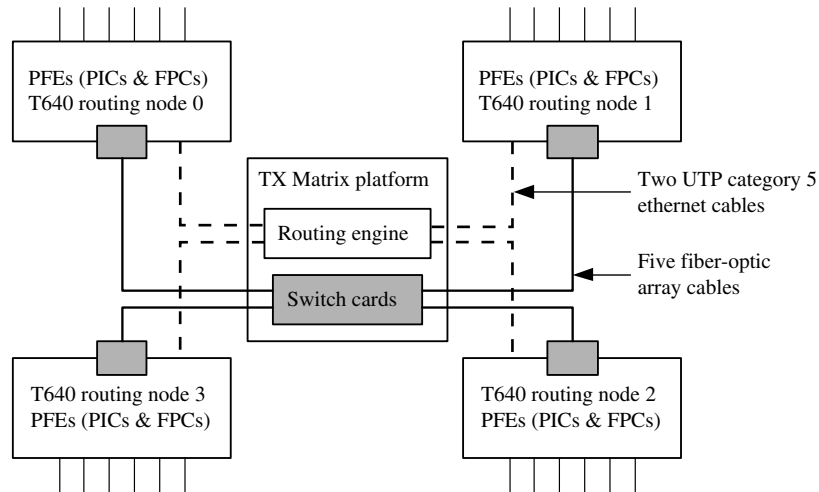 PFEs (PICs & FPCs)
T640 routing node 0
PFEs (PICs & FPCs)
T640 routing node 1
TX Matrix platform
Routing engine
Switch cards
Two UTP category 5
ethernet cables
Five fiber-optic
array cables
T640 routing node 3
PFEs (PICs & FPCs)
T640 routing node 2
PFEs (PICs & FPCs)